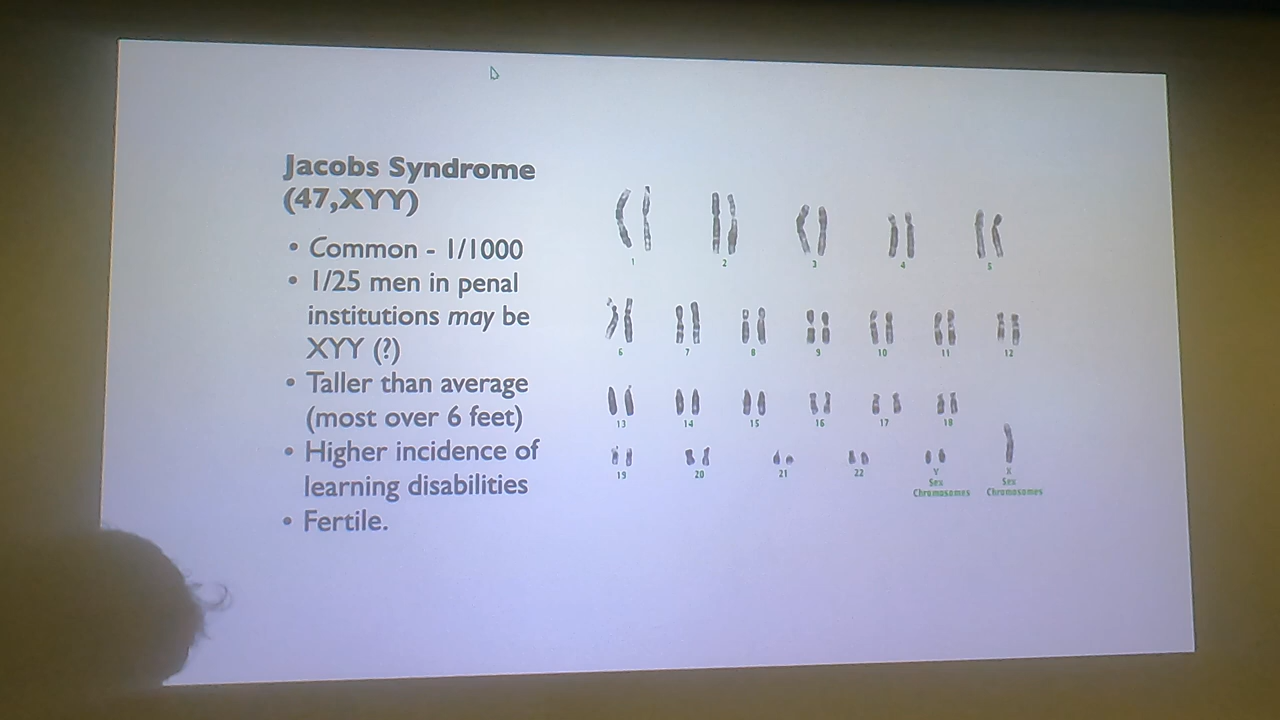 Jacobs Syndrome
(47,XYY)
• Common - 1/1000
• 1/25 men in penal
institutions may be
XYY (?)
• Taller than average
(most over 6 feet)
• Higher incidence of
learning disabilities
• Fertile.
1 2 3 4 5
6 7 8 9 10 11 12
13 14 15 16 17 18
19 20 21 22 Y X
Sex Sex
Chromosomes Chromosomes